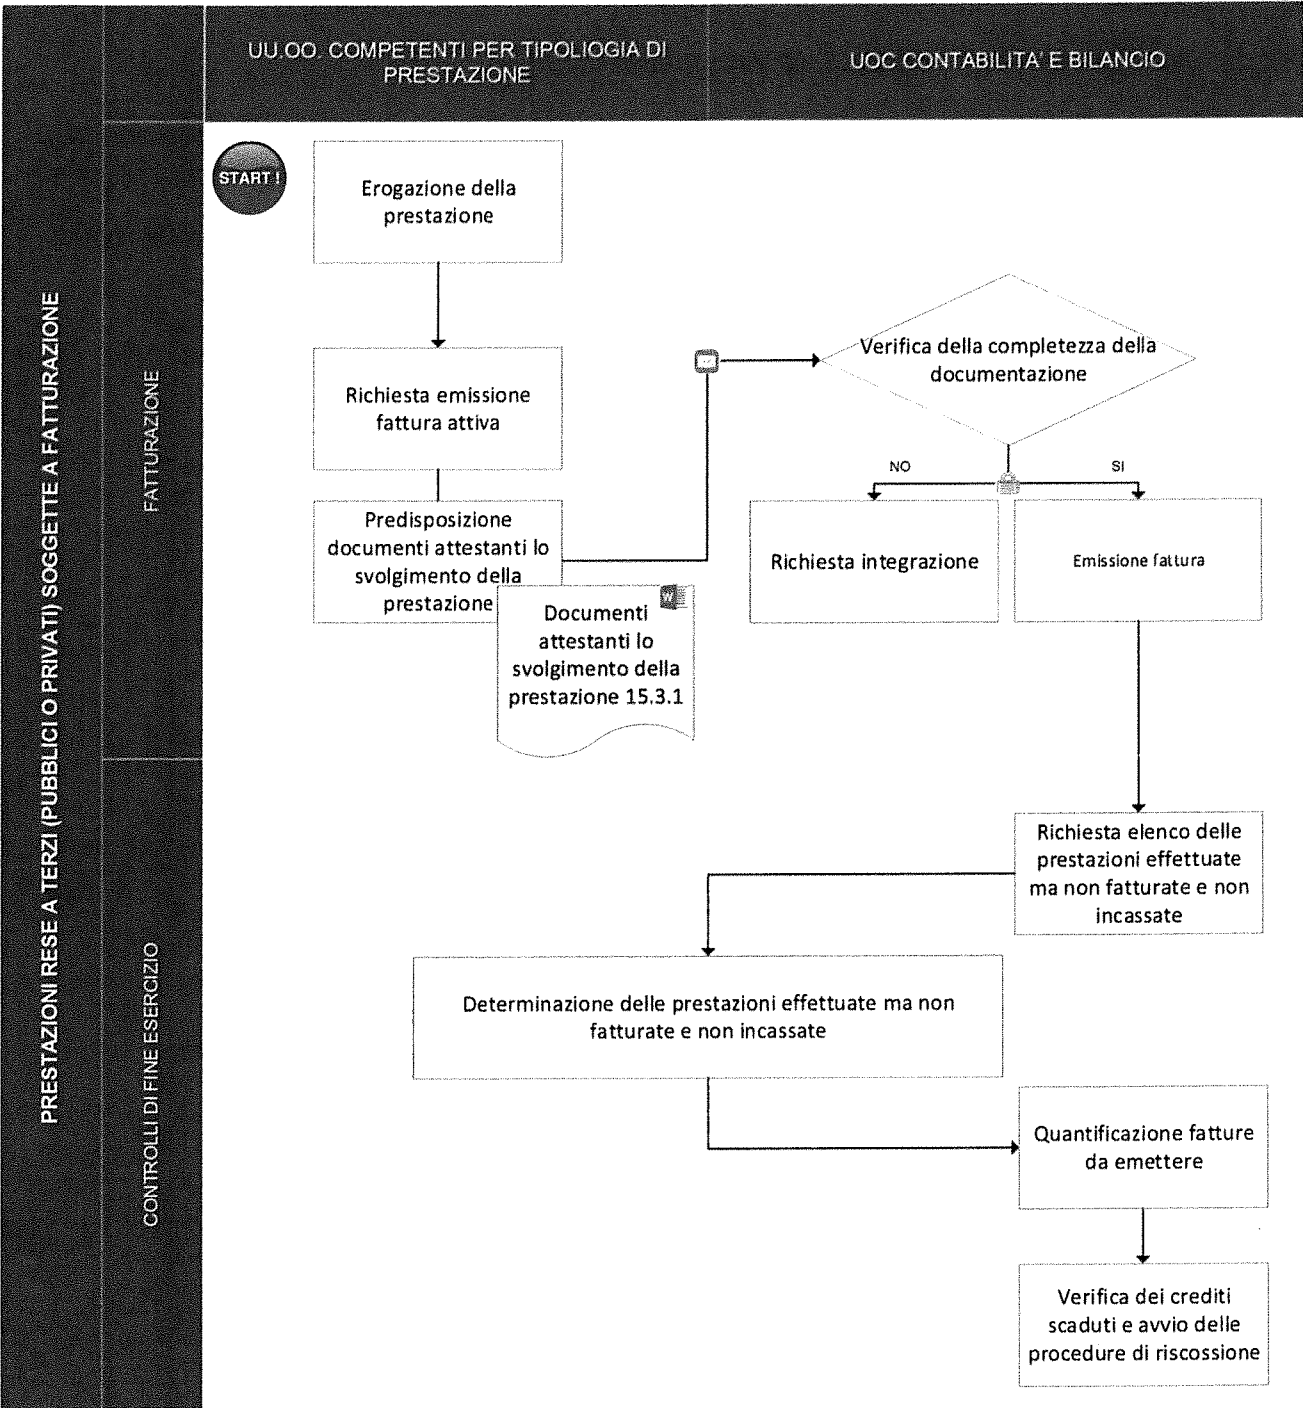 UU.OO. COMPETENTI PER TIPOLIOGIA DI
PRESTAZIONE
UOC CONTABILITA' E BILANCIO
PRESTAZIONI RESE A TERZI (PUBBLICI O PRIVATI) SOGGETTE A FATTURAZIONE
FATTURAZIONE
START !
Erogazione della
prestazione
Richiesta emissione
fattura attiva
Predisposizione
documenti attestanti lo
svolgimento della
prestazione
Documenti
attestanti lo
svolgimento della
prestazione 15.3.1
Verifica della completezza della
documentazione
NO
SI
Richiesta integrazione
Emissione fattura
CONTROLLI DI FINE ESERCIZIO
Richiesta elenco delle
prestazioni effettuate
ma non fatturate e non
incassate
Determinazione delle prestazioni effettuate ma non
fatturate e non incassate
Quantificazione fatture
da emettere
Verifica dei crediti
scaduti e avvio delle
procedure di riscossione